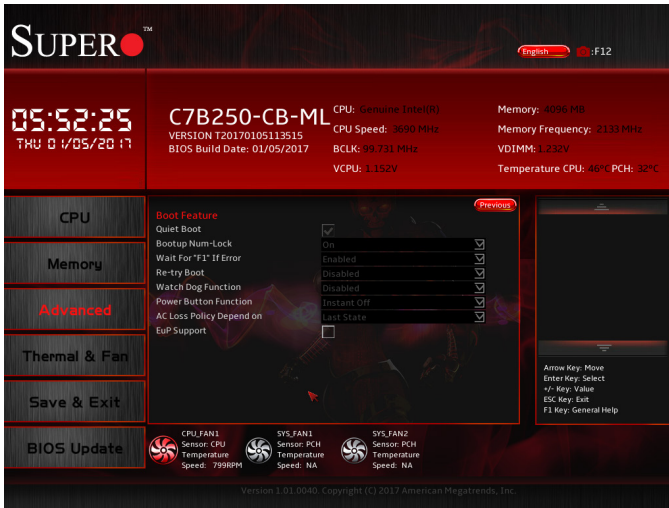 SUPER TM
English :F12
05:52:25
THU 01/05/2017
C7B250-CB-ML
VERSION T20170105113515
BIOS Build Date: 01/05/2017
CPU: Genuine Intel(R)
CPU Speed: 3690 MHz
BCLK: 99.731 MHz
VCPU: 1.152V
Memory: 4096 MB
Memory Frequency: 2133 MHz
VDIMM: 1.232V
Temperature CPU: 46°C PCH: 32°C
CPU
Memory
Advanced
Thermal & Fan
Save & Exit
BIOS Update
Previous
Boot Feature
Quiet Boot
Bootup Num-Lock On
Wait For "F1" If Error Enabled
Re-try Boot Disabled
Watch Dog Function Disabled
Power Button Function Instant Off
AC Loss Policy Depend on Last State
EuP Support
Arrow Key: Move
Enter Key: Select
+/- Key: Value
ESC Key: Exit
F1 Key: General Help
CPU_FAN1
Sensor: CPU
Temperature
Speed: 799RPM
SYS_FAN1
Sensor: PCH
Temperature
Speed: NA
SYS_FAN2
Sensor: PCH
Temperature
Speed: NA
Version 1.01.0040. Copyright (C) 2017 American Megatrends, Inc.